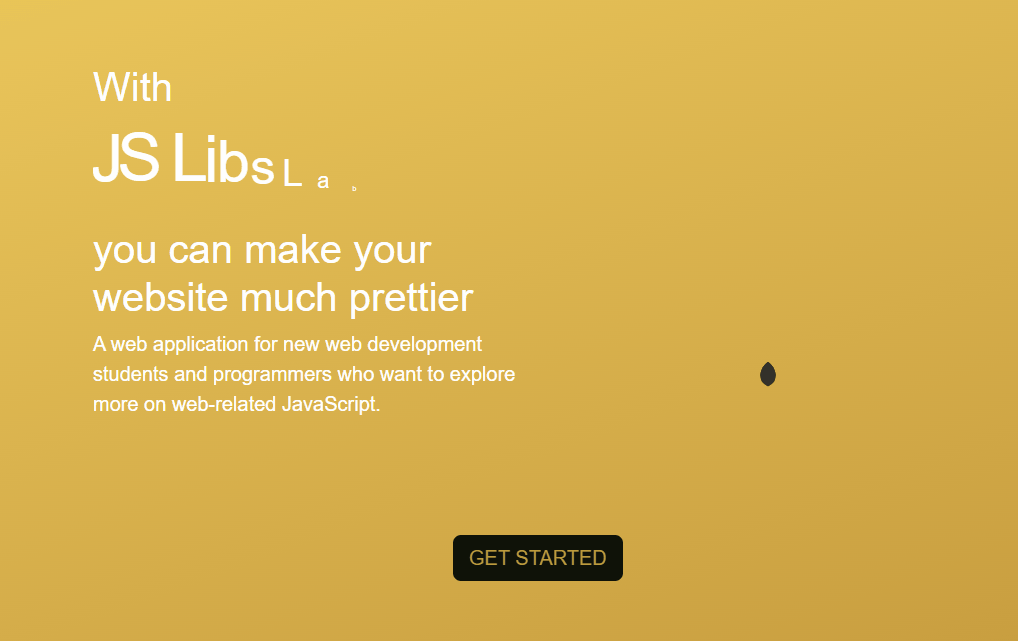 With
JS Libs Lab
you can make your
website much prettier
A web application for new web development
students and programmers who want to explore
more on web-related JavaScript.
GET STARTED